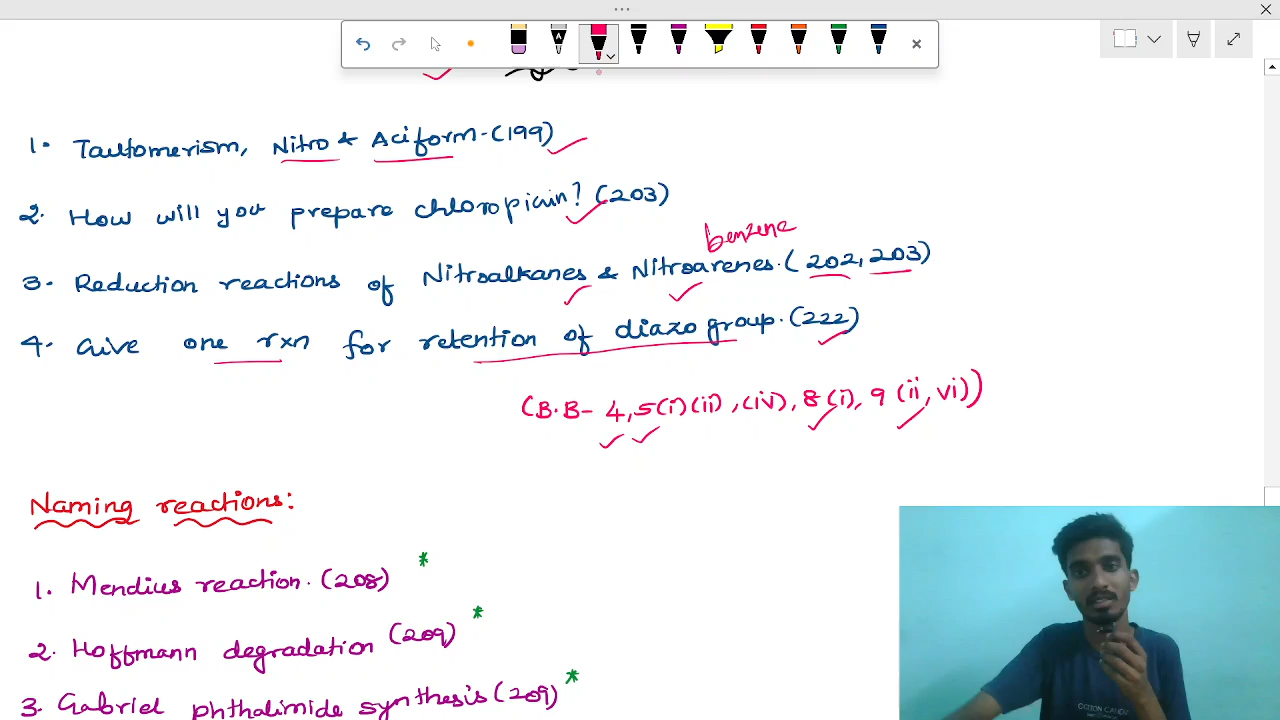 1. Tautomerism, Nitro & Aciform - (199)
benzene
2. How will you prepare chloropicin? (203)
3. Reduction reactions of Nitroalkanes & Nitroarenes. (202, 203)
4. Give one rxn for retention of diazo group. (222)
(B.B- 4, 5(i)(ii), (iv), 8(i), 9(ii, vi))
Naming reactions:
1. Mendius reaction. (208) *
2. Hoffmann degradation (209) *
3. Gabriel phthalimide synthesis (209) *